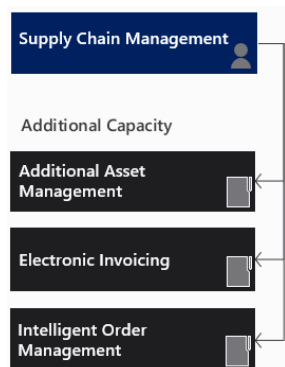 Supply Chain Management
Additional Capacity
Additional Asset
Management
Electronic Invoicing
Intelligent Order
Management